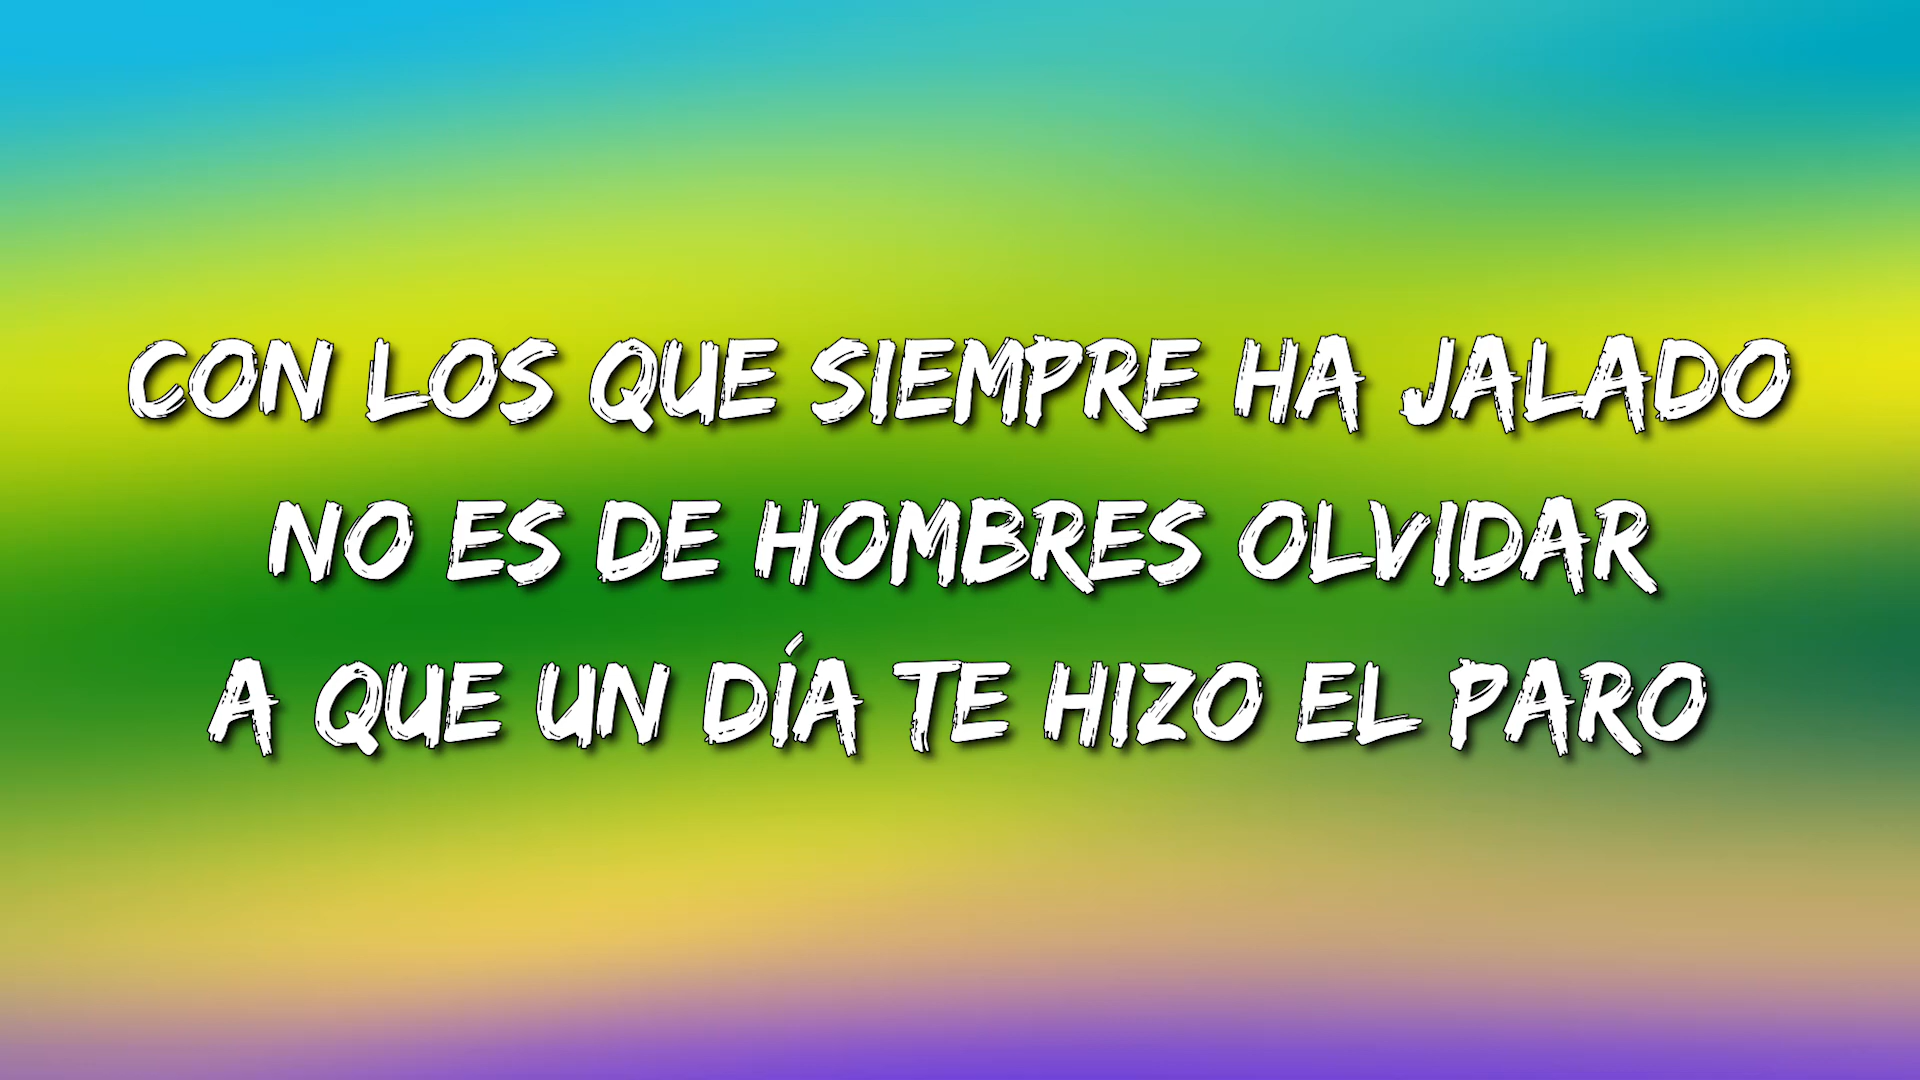 CON LOS QUE SIEMPRE HA JALADO
NO ES DE HOMBRES OLVIDAR
A QUE UN DÍA TE HIZO EL PARO